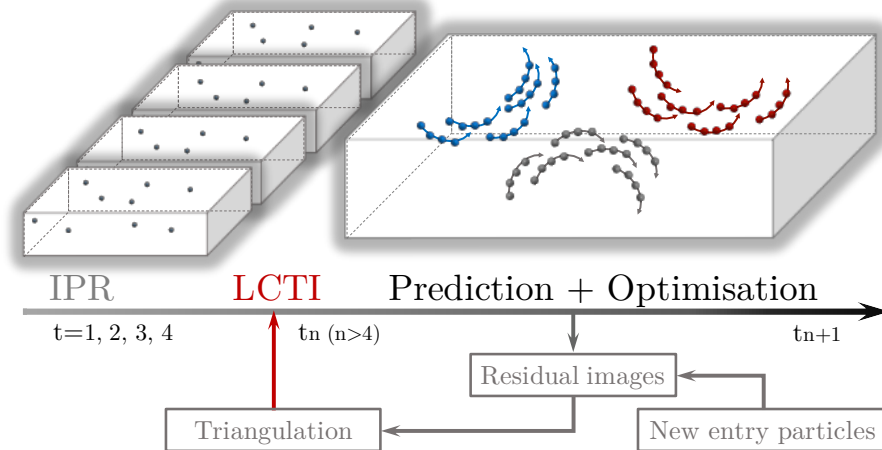 IPR LCTI Prediction + Optimisation
t=1, 2, 3, 4 tn (n>4) tn+1
Residual images
Triangulation New entry particles